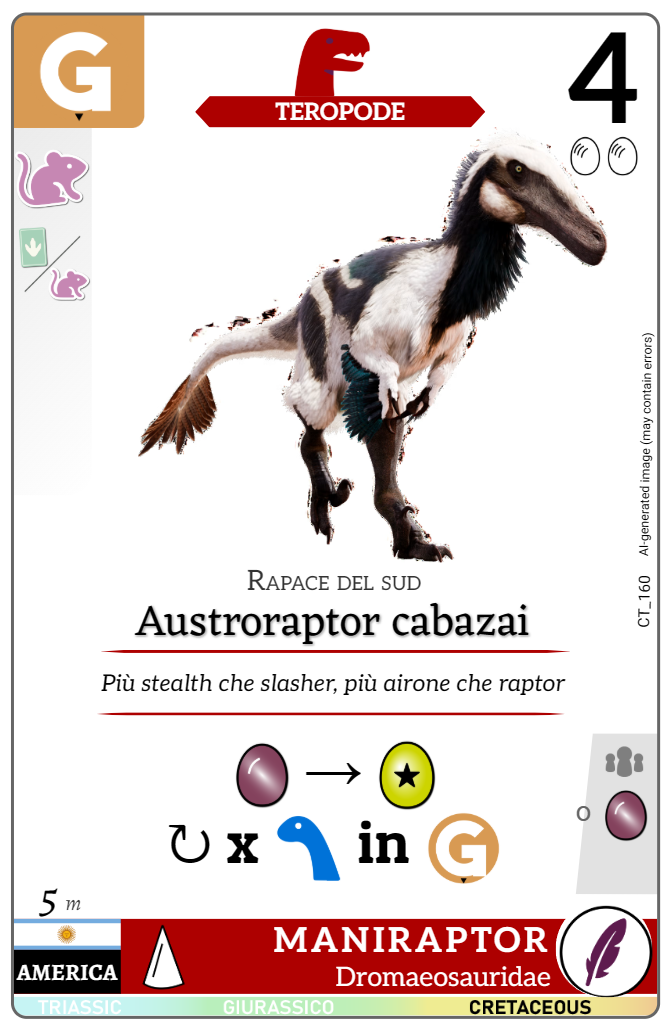 G
TEROPODE
4
AI-generated image (may contain errors)
CT_160
Rapace del sud
Austroraptor cabazai
Più stealth che slasher, più airone che raptor
→
o
↻ x in G
5 m
AMERICA
MANIRAPTOR
Dromaeosauridae
TRIASSIC GIURASSICO CRETACEOUS